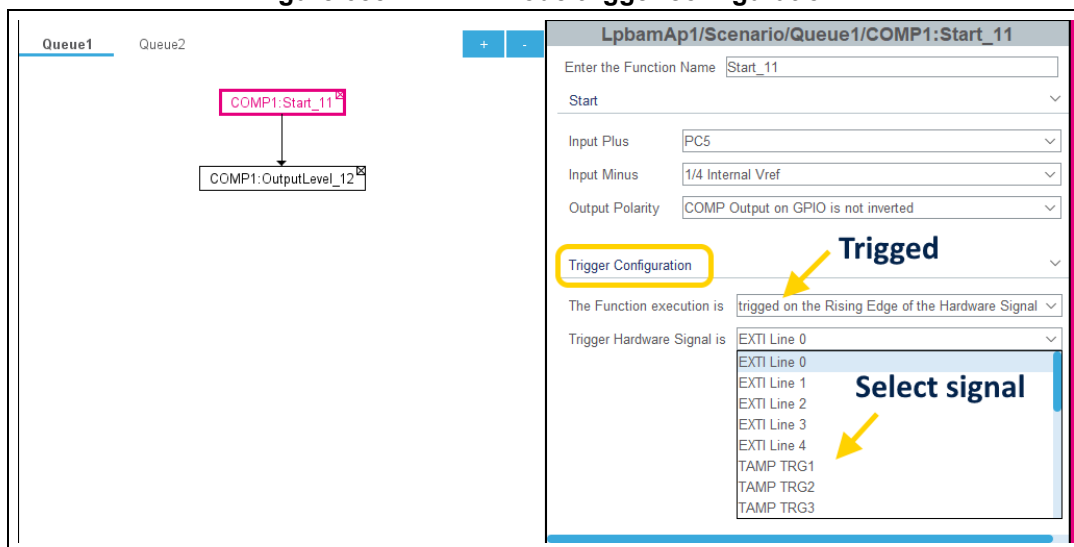 Queue1
Queue2
+
-
COMP1:Start_11
COMP1:OutputLevel_12
LpbamAp1/Scenario/Queue1/COMP1:Start_11
Enter the Function Name Start_11
Start
Input Plus PC5
Input Minus 1/4 Internal Vref
Output Polarity COMP Output on GPIO is not inverted
Trigged
Trigger Configuration
The Function execution is trigged on the Rising Edge of the Hardware Signal
Trigger Hardware Signal is EXTI Line 0
EXTI Line 0
EXTI Line 1
Select signal
EXTI Line 2
EXTI Line 3
EXTI Line 4
TAMP TRG1
TAMP TRG2
TAMP TRG3